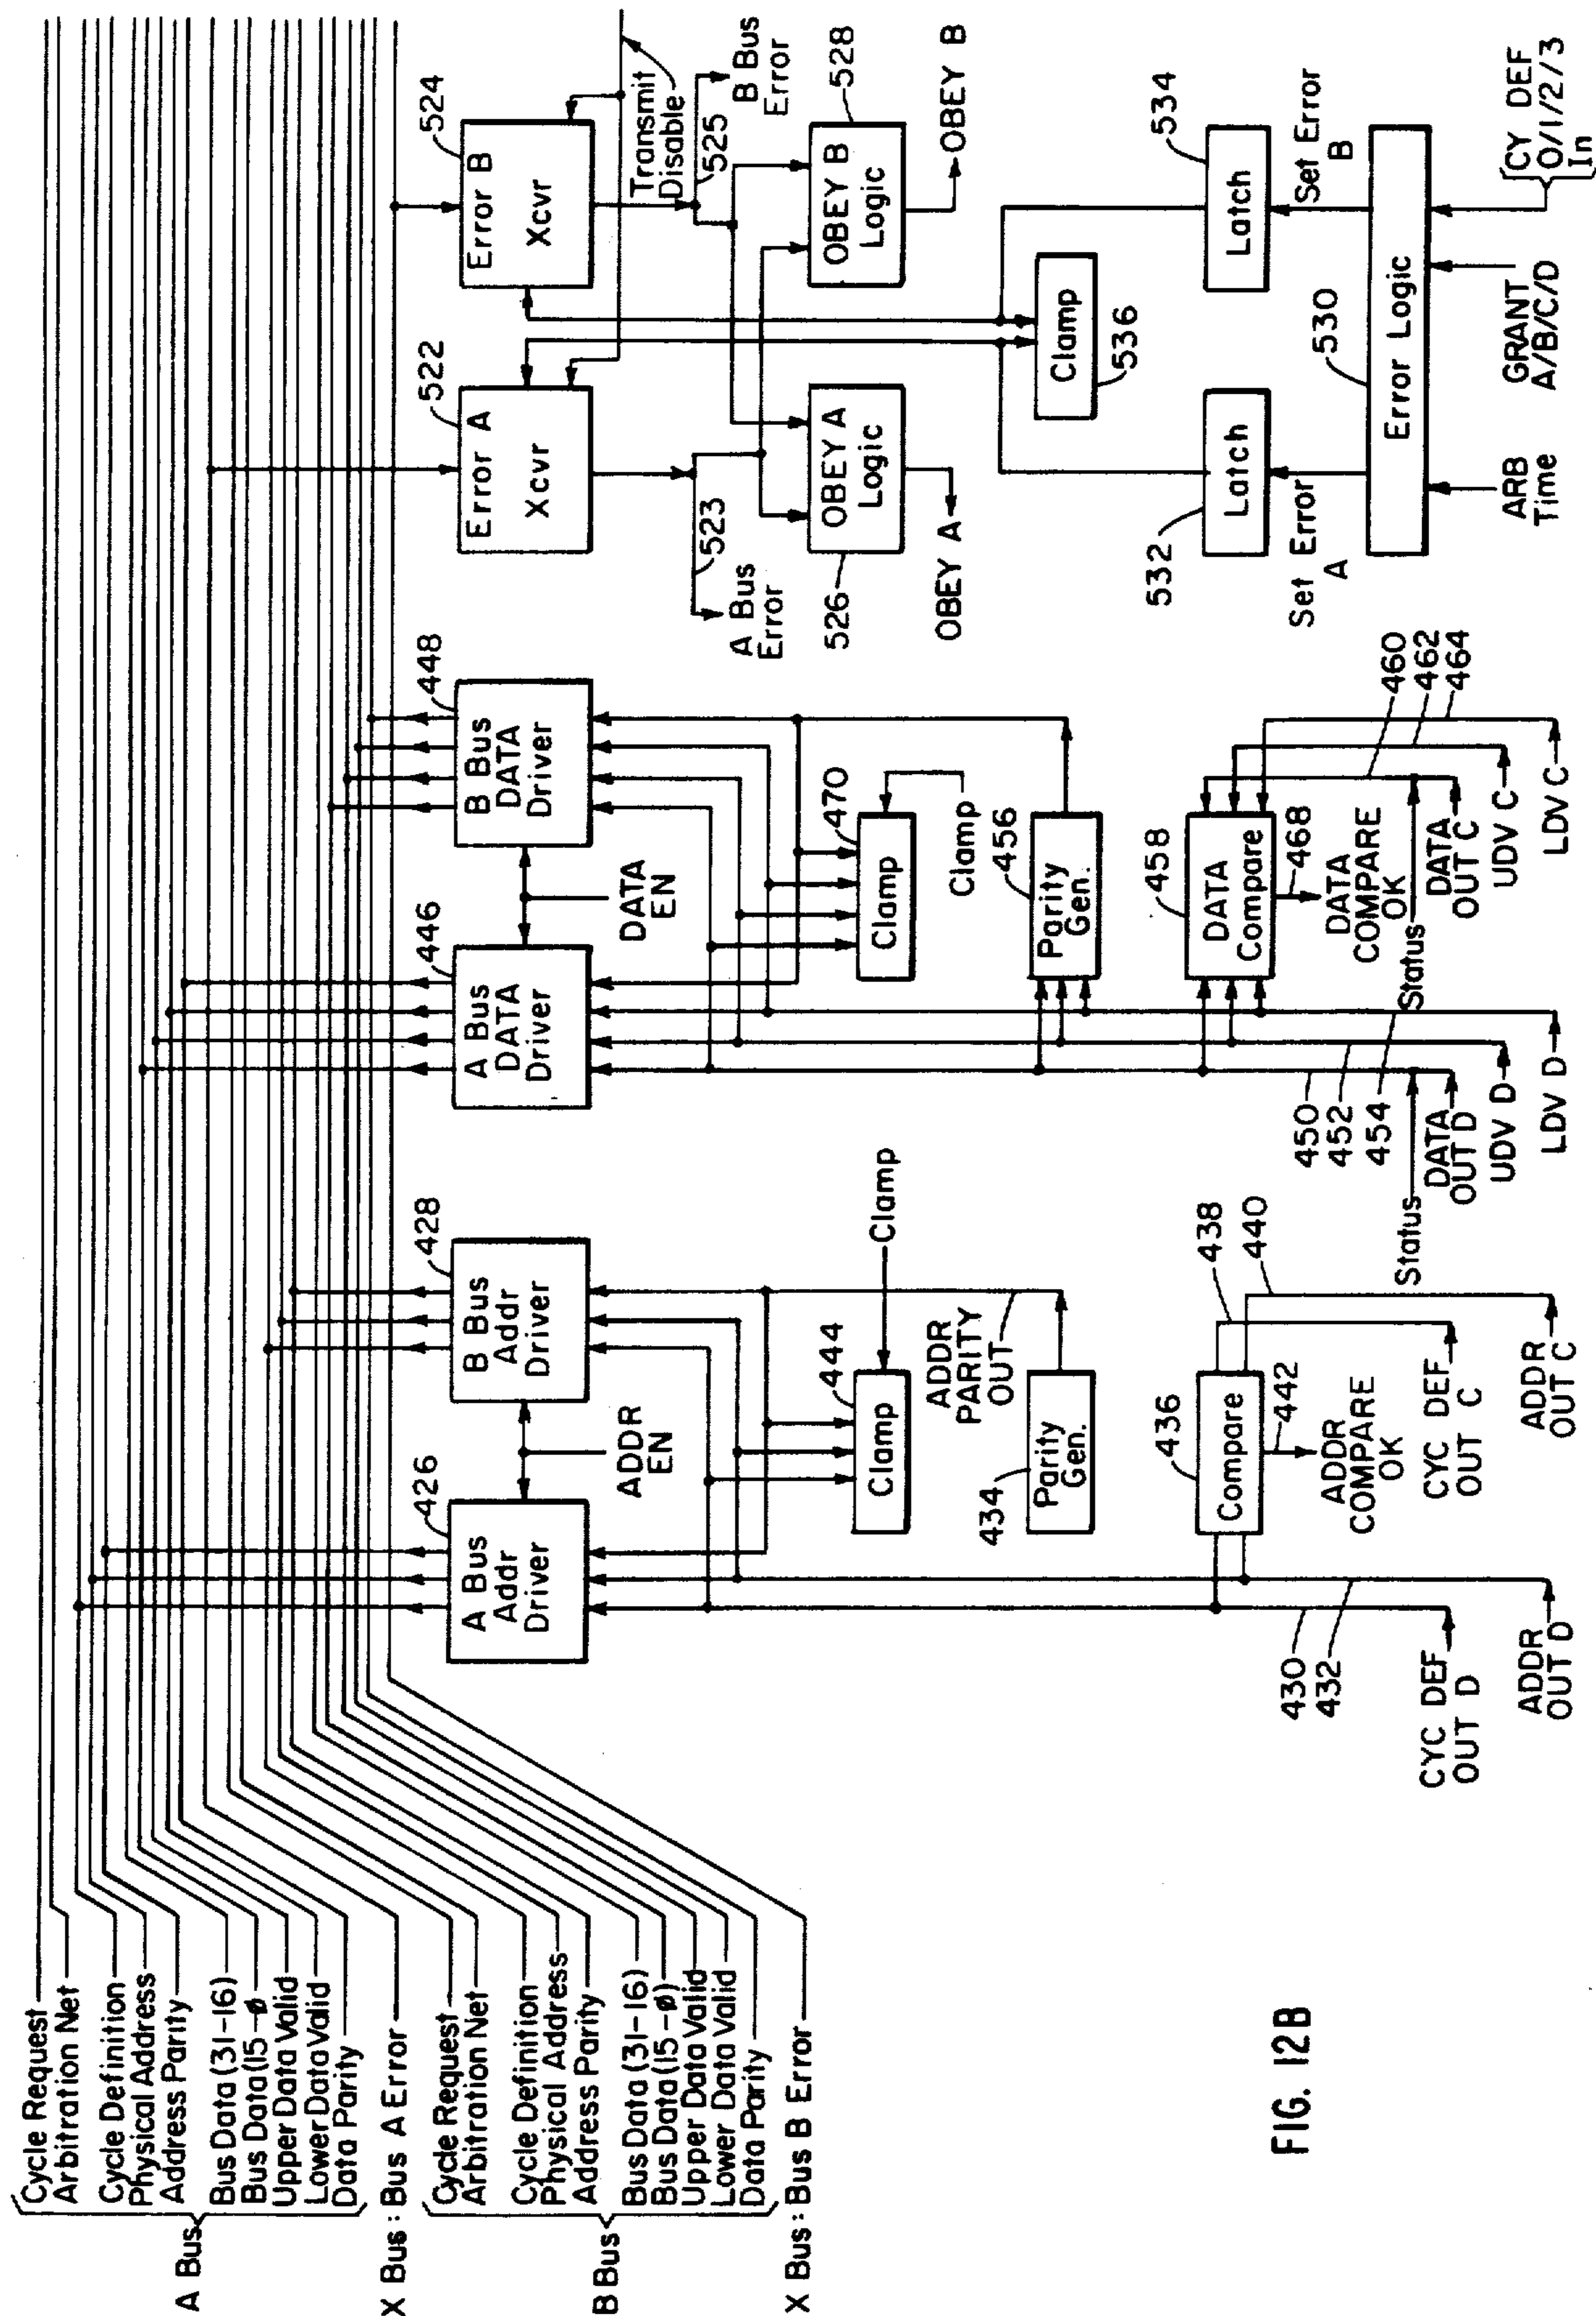 A Bus
Cycle Request
Arbitration Net
Cycle Definition
Physical Address
Address Parity
Bus Data (31-16)
Bus Data (15-0
Upper Data Valid
Lower Data Valid
Data Parity
X Bus: Bus A Error
B Bus
Cycle Request
Arbitration Net
Cycle Definition
Physical Address
Address Parity
Bus Data (31-16)
Bus Data (15-0)
Upper Data Valid
Lower Data Valid
Data Parity
X Bus: Bus B Error
426
A Bus
Addr
Driver
428
B Bus
Addr
Driver
ADDR
EN
444
Clamp
Clamp
ADDR
PARITY
OUT
434
Parity
Gen.
436
Compare
438
440
442
ADDR
COMPARE
OK
430
432
CYC DEF
OUT D
ADDR
OUT D
CYC DEF
OUT C
ADDR
OUT C
446
A Bus
DATA
Driver
448
B Bus
DATA
Driver
DATA
EN
470
Clamp
Clamp
456
Parity
Gen.
458
DATA
Compare
460
462
464
468
DATA
COMPARE
OK
450
452
454
Status
DATA
OUT D
UDV D
LDV D
Status
DATA
OUT C
UDV C
LDV C
522
Error A
Xcvr
524
Error B
Xcvr
Transmit
Disable
523
A Bus
Error
525
B Bus
Error
526
OBEY A
Logic
OBEY A
528
OBEY B
Logic
OBEY B
Clamp
536
532
Latch
534
Latch
Set Error
A
Set Error
B
530
Error Logic
ARB
Time
GRANT
A/B/C/D
CY DEF
0/1/2/3
In
FIG. 12B